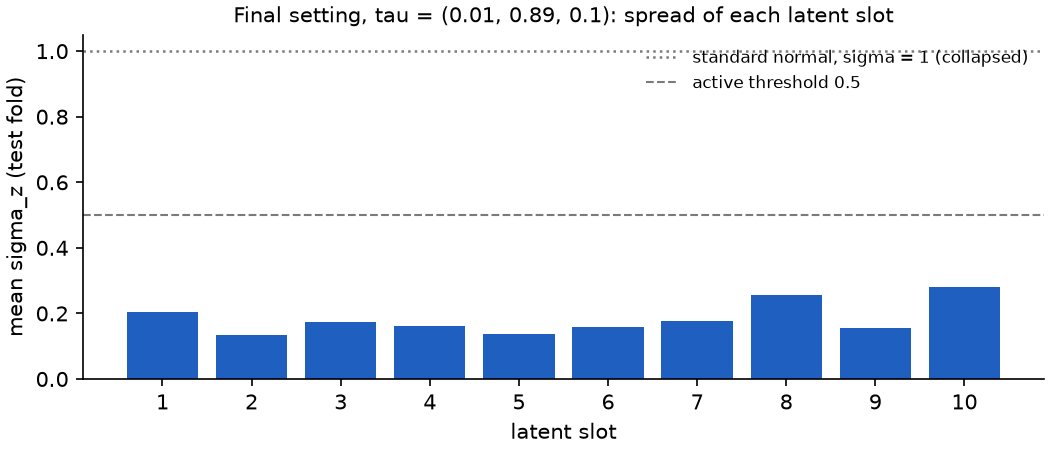 Final setting, tau = (0.01, 0.89, 0.1): spread of each latent slot
standard normal, sigma = 1 (collapsed)
active threshold 0.5
mean sigma_z (test fold)
1.0
0.8
0.6
0.4
0.2
0.0
1 2 3 4 5 6 7 8 9 10
latent slot